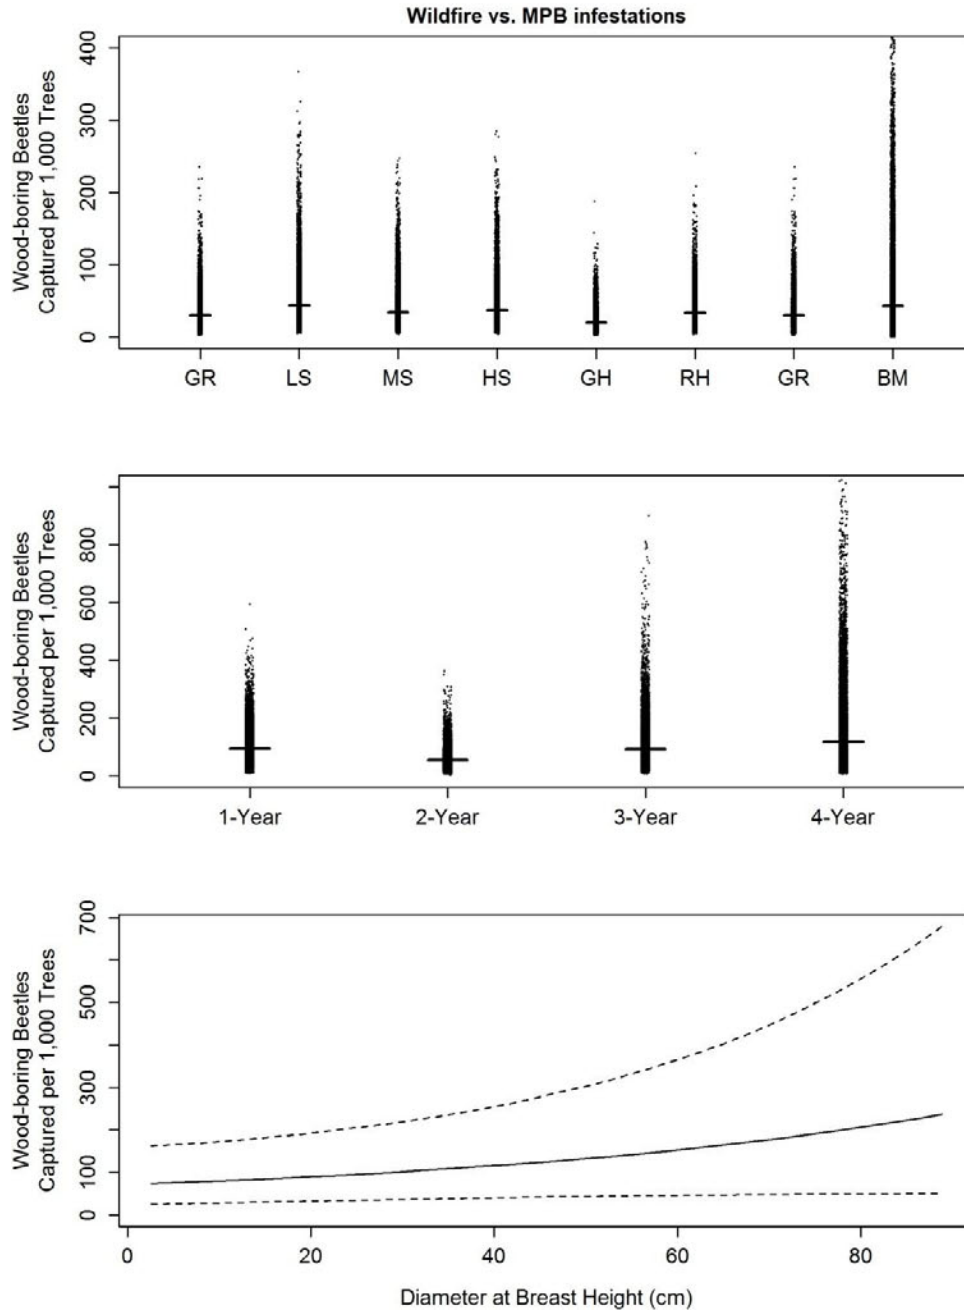 Wildfire vs. MPB infestations
Wood-boring Beetles
Captured per 1,000 Trees
400
300
200
100
0
GR LS MS HS GH RH GR BM
Wood-boring Beetles
Captured per 1,000 Trees
800
600
400
200
0
1-Year 2-Year 3-Year 4-Year
Wood-boring Beetles
Captured per 1,000 Trees
700
500
300
100
0
0 20 40 60 80
Diameter at Breast Height (cm)